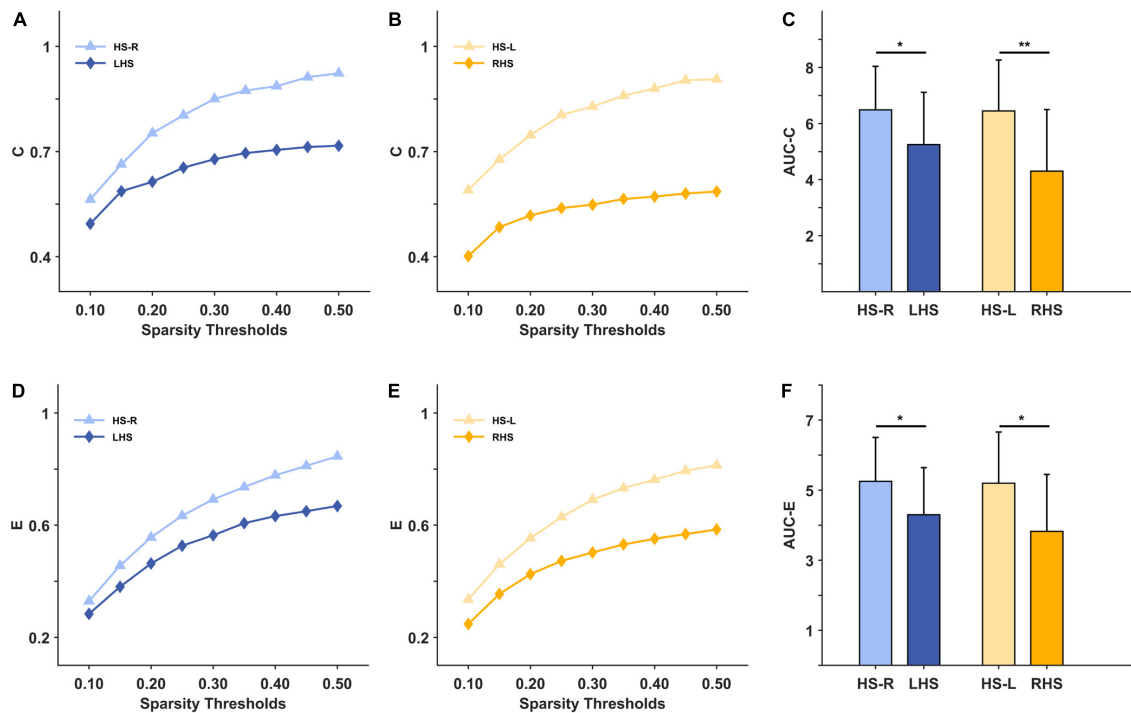 A
HS-R
LHS
1
0.7
0.4
C
0.10 0.20 0.30 0.40 0.50
Sparsity Thresholds
B
HS-L
RHS
1
0.7
0.4
C
0.10 0.20 0.30 0.40 0.50
Sparsity Thresholds
C
* **
8
6
4
2
AUC-C
HS-R LHS HS-L RHS
D
HS-R
LHS
1
0.6
0.2
E
0.10 0.20 0.30 0.40 0.50
Sparsity Thresholds
E
HS-L
RHS
1
0.6
0.2
E
0.10 0.20 0.30 0.40 0.50
Sparsity Thresholds
F
* *
7
5
3
1
AUC-E
HS-R LHS HS-L RHS